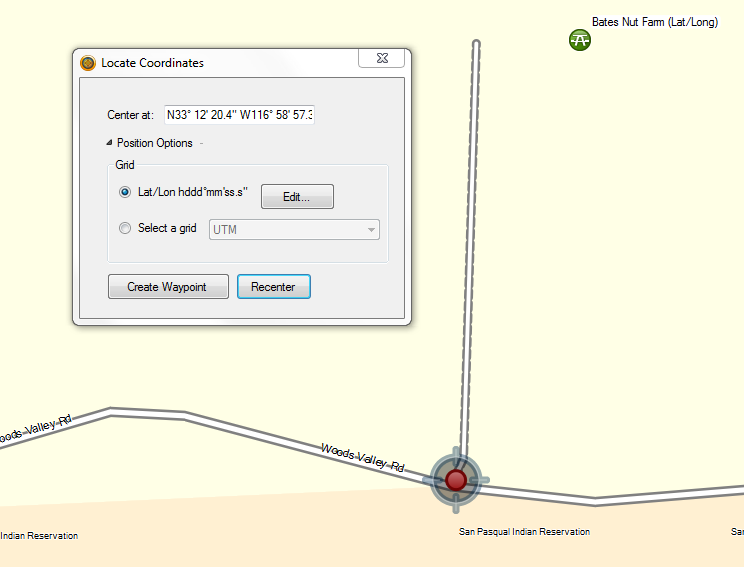 Bates Nut Farm (Lat/Long)
Locate Coordinates
Center at: N33° 12' 20.4" W116° 58' 57.3
Position Options -
Grid
Lat/Lon hddd°mm'ss.s"
Edit...
Select a grid
UTM
Create Waypoint
Recenter
oods Valley Rd
Woods Valley Rd
Indian Reservation
San Pasqual Indian Reservation
Sa